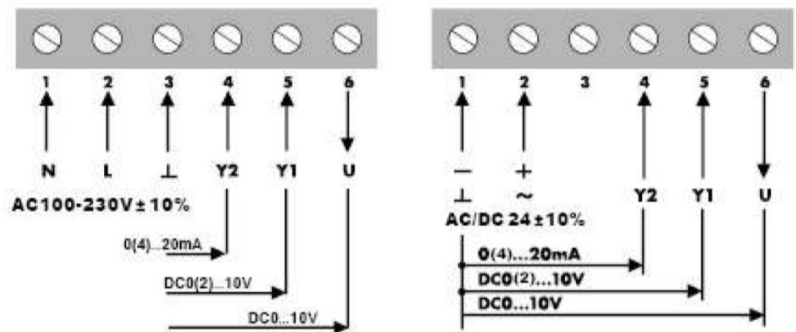 1 2 3 4 5 6
N L ⊥ Y2 Y1 U
AC100-230V±10%
0(4)...20mA
DC0(2)...10V
DC0...10V
1 2 3 4 5 6
− +
⊥ ~ Y2 Y1 U
AC/DC 24±10%
0(4)...20mA
DC0(2)...10V
DC0...10V